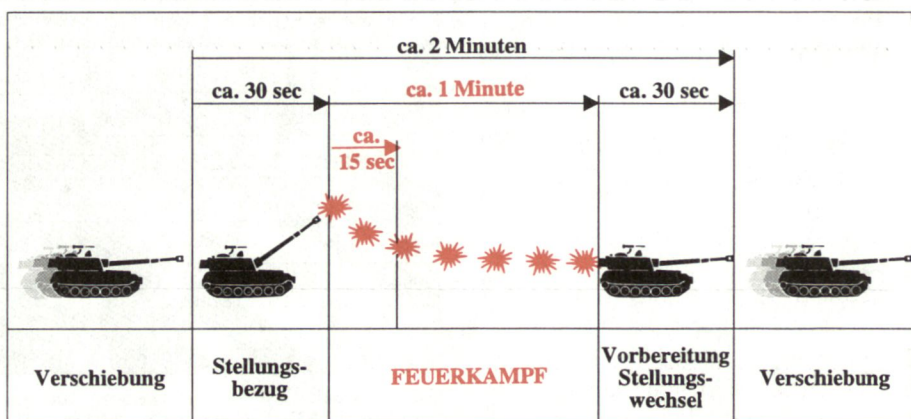 ca. 2 Minuten
ca. 30 sec
ca. 1 Minute
ca. 30 sec
ca.
15 sec
Verschiebung
Stellungs-
bezug
FEUERKAMPF
Vorbereitung
Stellungs-
wechsel
Verschiebung